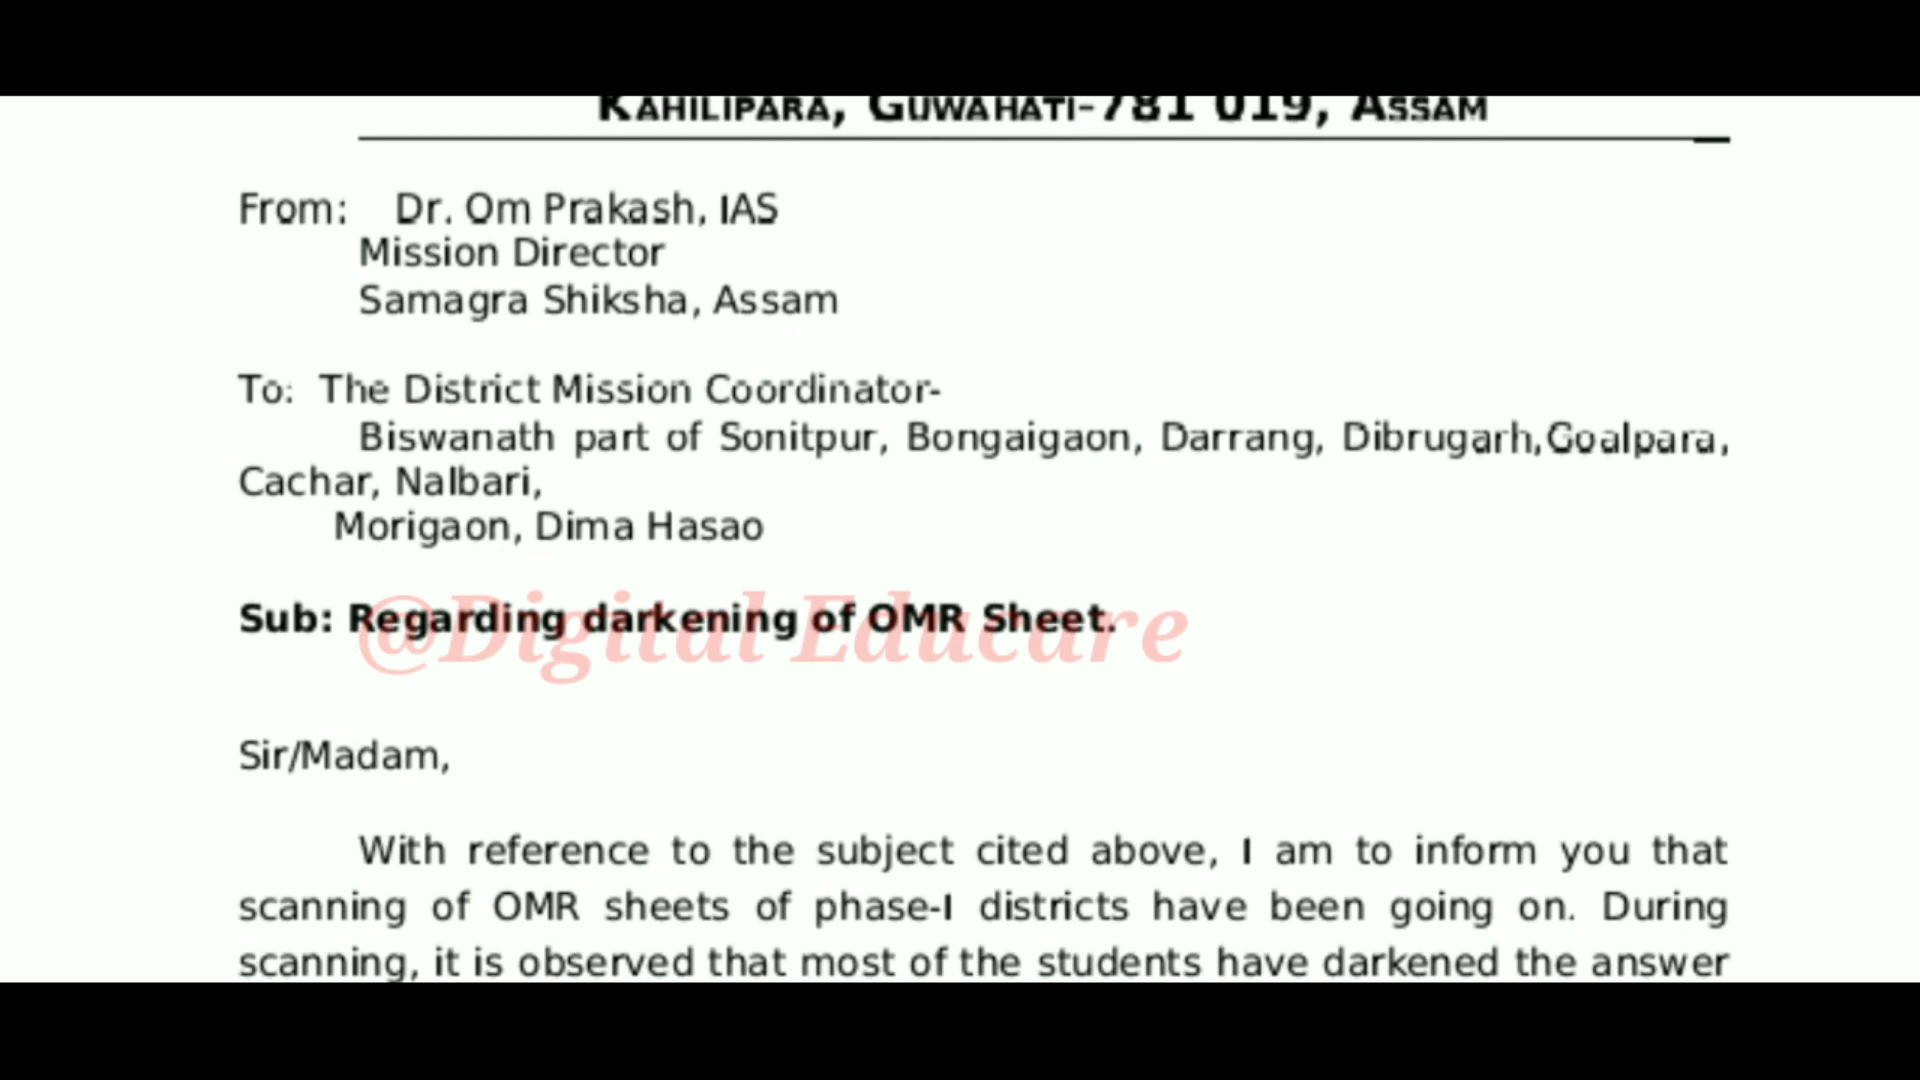 KAHILIPARA, GUWAHATI-781 019, ASSAM
From: Dr. Om Prakash, IAS
Mission Director
Samagra Shiksha, Assam
To: The District Mission Coordinator-
Biswanath part of Sonitpur, Bongaigaon, Darrang, Dibrugarh,Goalpara,
Cachar, Nalbari,
Morigaon, Dima Hasao
Sub: Regarding darkening of OMR Sheet.
@Digital Educare
Sir/Madam,
With reference to the subject cited above, I am to inform you that
scanning of OMR sheets of phase-I districts have been going on. During
scanning, it is observed that most of the students have darkened the answer